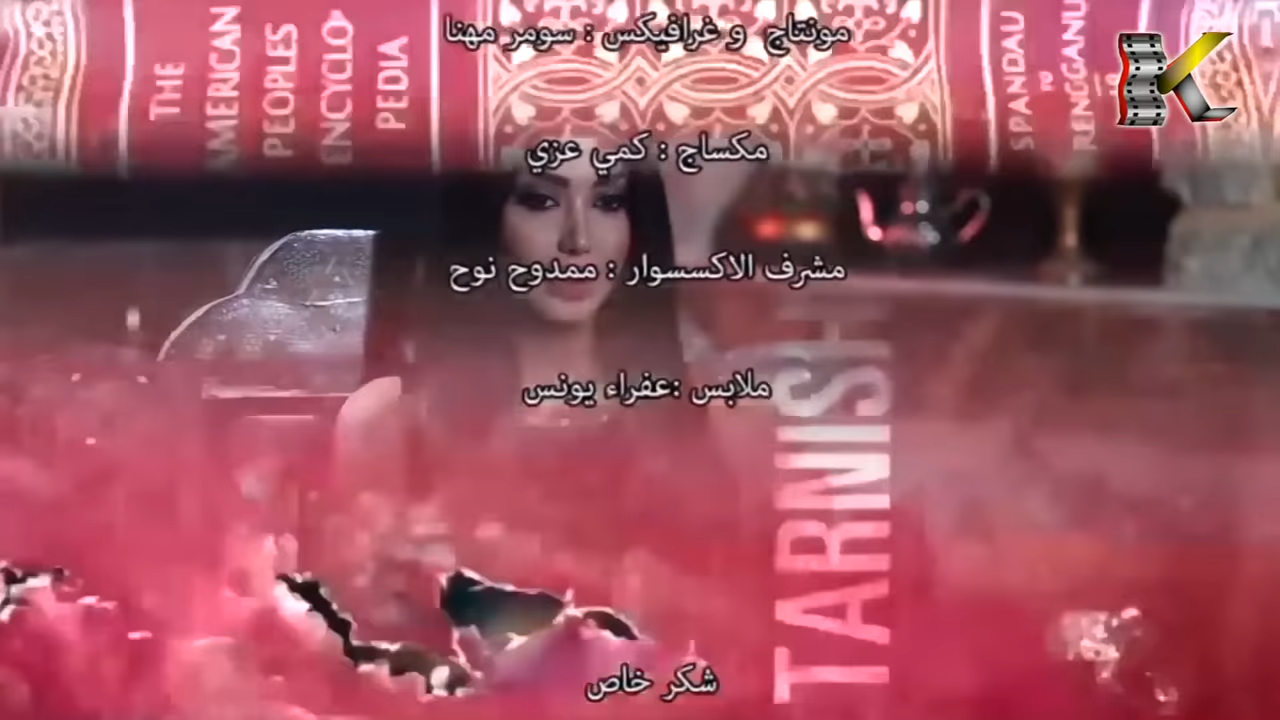 مونتاج و غرافيكس : سومر مهنا
THE
AMERICAN
PEOPLES
ENCYCLO
PEDIA
SPANDAU
TO
RENGGANU
مكساج : كمي عزي
مشرف الاكسسوار : ممدوح نوح
ملابس :عفراء يونس
TARNISH
شكر خاص